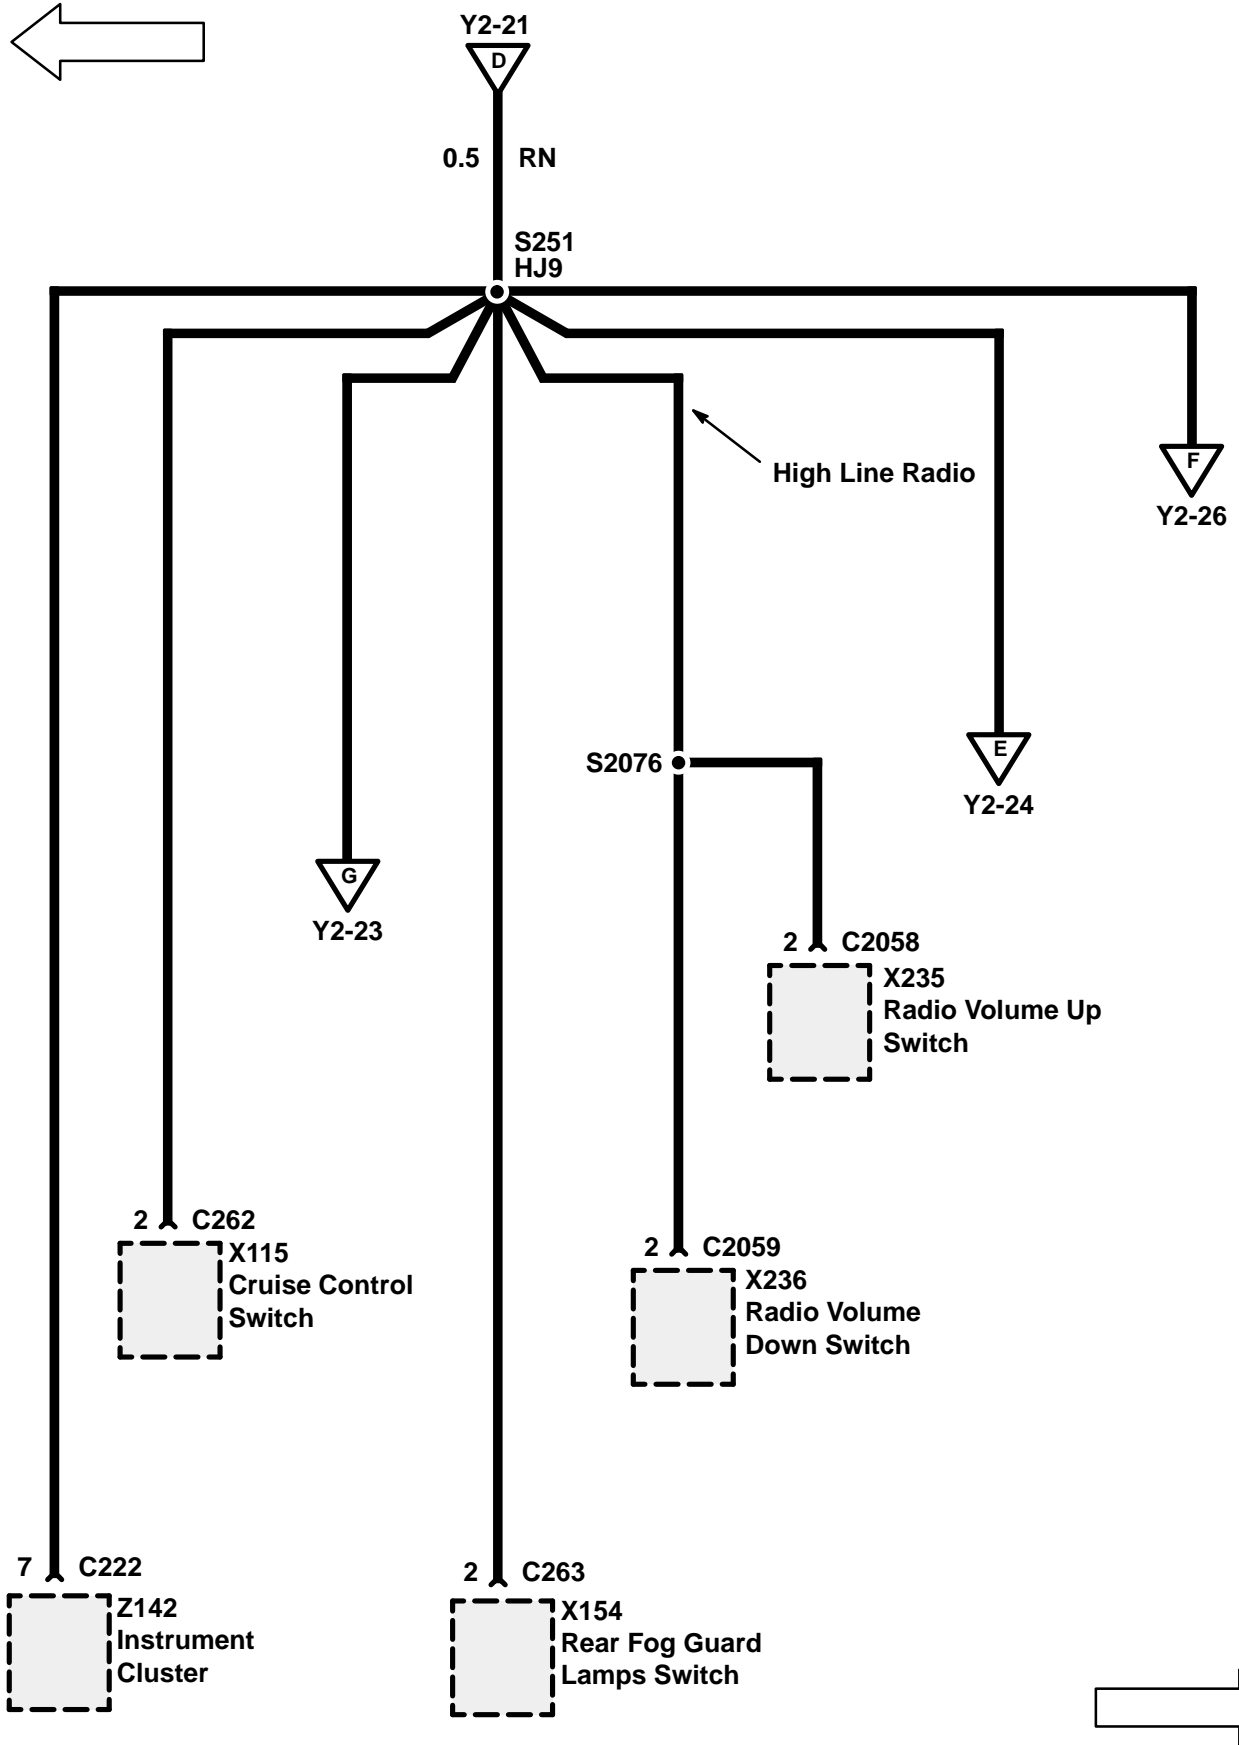 Y2-21
D
0.5 RN
S251
HJ9
High Line Radio
F
Y2-26
S2076
E
Y2-24
G
Y2-23
2 C2058
X235
Radio Volume Up
Switch
2 C262
X115
Cruise Control
Switch
2 C2059
X236
Radio Volume
Down Switch
7 C222
Z142
Instrument
Cluster
2 C263
X154
Rear Fog Guard
Lamps Switch